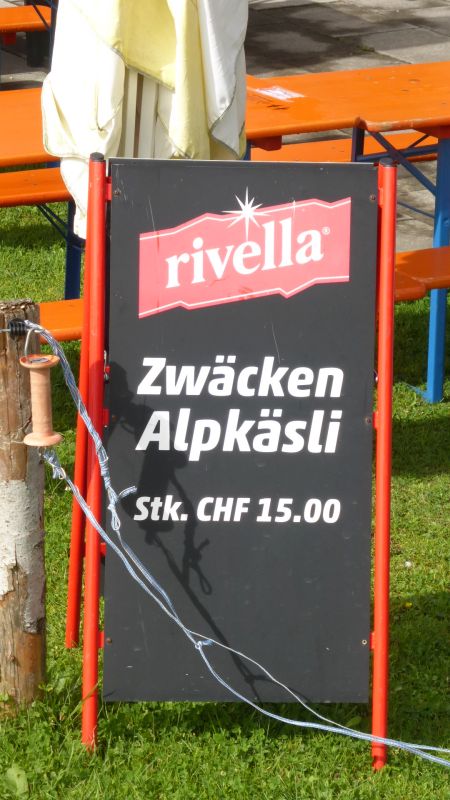 rivella®
Zwäcken
Alpkäsli
Stk. CHF 15.00